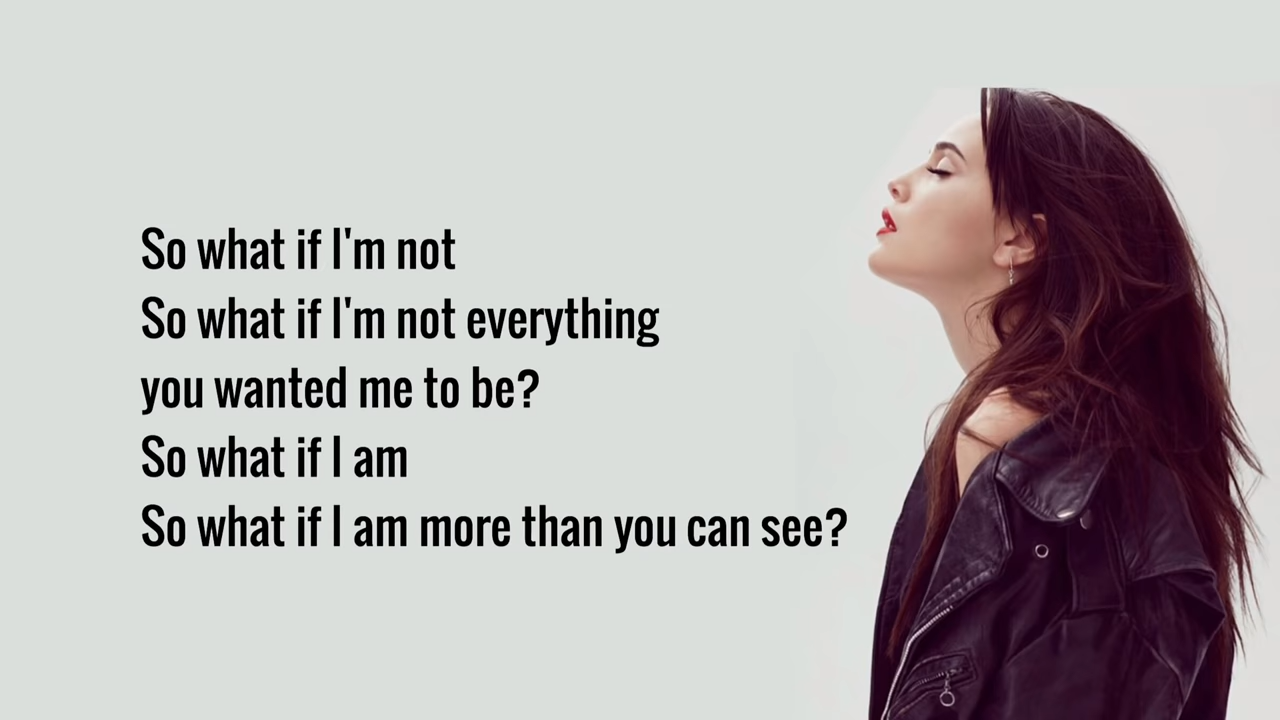 So what if I'm not
So what if I'm not everything
you wanted me to be?
So what if I am
So what if I am more than you can see?